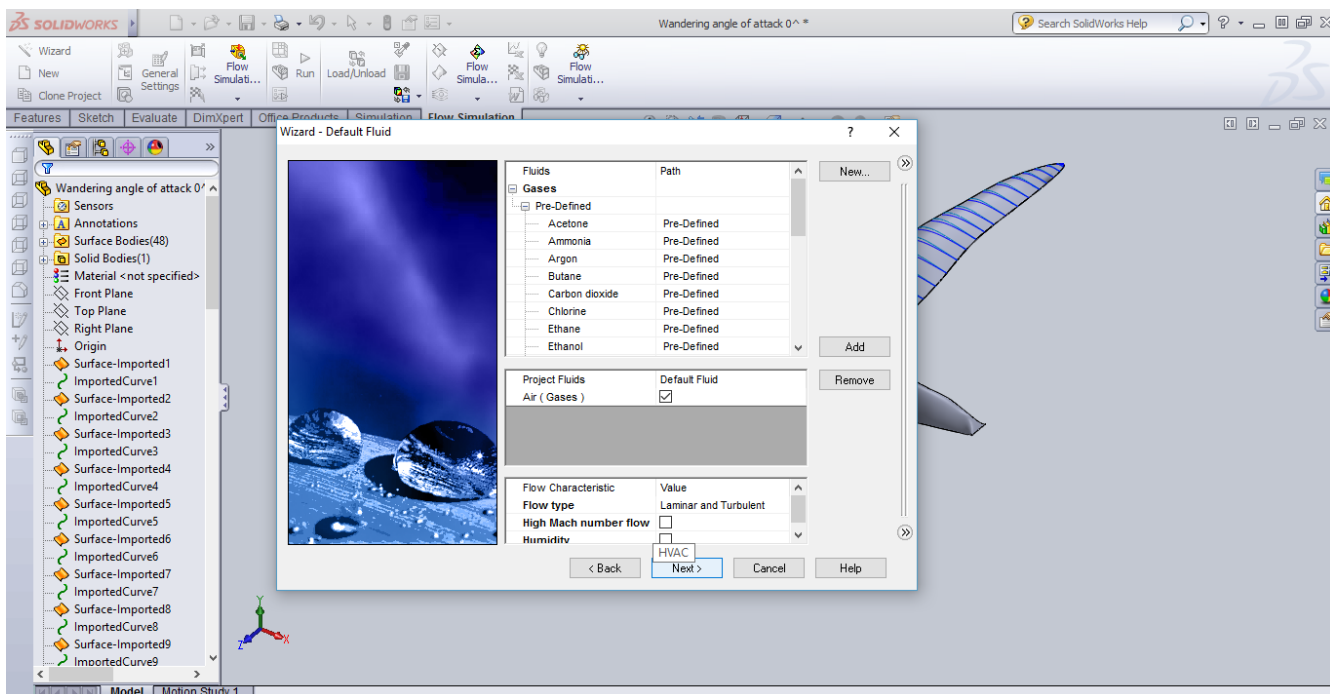 SOLIDWORKS
Wandering angle of attack 0^ *
Search SolidWorks Help
Wizard
New
Clone Project
General Settings
Flow Simulati...
Run
Load/Unload
Flow Simula...
Flow Simulati...
Features Sketch Evaluate DimXpert Office Products Simulation Flow Simulation
Wizard - Default Fluid
Fluids Path
Gases
Pre-Defined
Acetone Pre-Defined
Ammonia Pre-Defined
Argon Pre-Defined
Butane Pre-Defined
Carbon dioxide Pre-Defined
Chlorine Pre-Defined
Ethane Pre-Defined
Ethanol Pre-Defined
New...
Add
Project Fluids Default Fluid
Remove
Air ( Gases )
Flow Characteristic Value
Flow type Laminar and Turbulent
High Mach number flow
Humidity
HVAC
< Back Next > Cancel Help
Wandering angle of attack 0^
Sensors
Annotations
Surface Bodies(48)
Solid Bodies(1)
Material <not specified>
Front Plane
Top Plane
Right Plane
Origin
Surface-Imported1
ImportedCurve1
Surface-Imported2
ImportedCurve2
Surface-Imported3
ImportedCurve3
Surface-Imported4
ImportedCurve4
Surface-Imported5
ImportedCurve5
Surface-Imported6
ImportedCurve6
Surface-Imported7
ImportedCurve7
Surface-Imported8
ImportedCurve8
Surface-Imported9
ImportedCurve9
Y
Z X
Model Motion Study 1